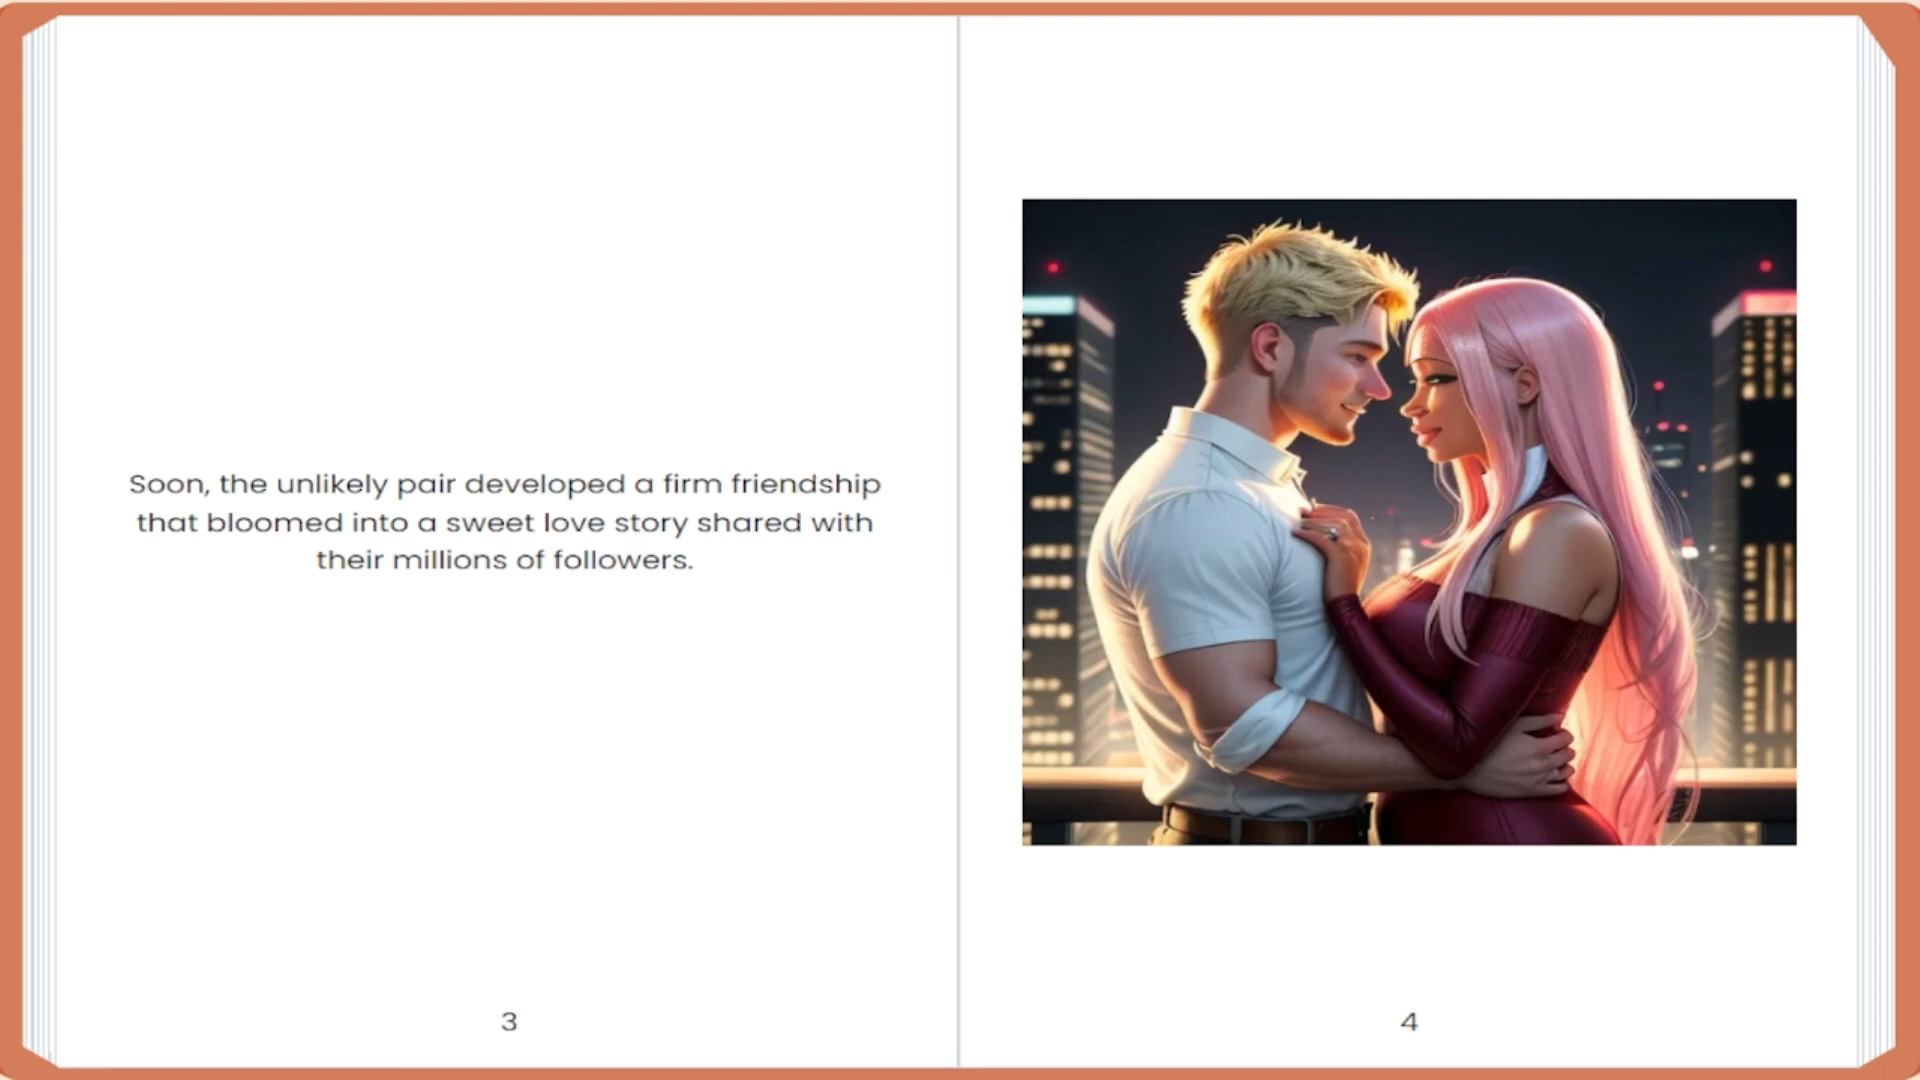 Soon, the unlikely pair developed a firm friendship
that bloomed into a sweet love story shared with
their millions of followers.
3
4